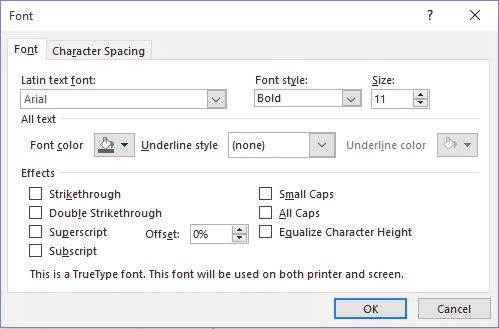 Font ?
Font Character Spacing
Latin text font: Font style: Size:
Arial Bold 11
All text
Font color Underline style (none) Underline color
Effects
Strikethrough Small Caps
Double Strikethrough All Caps
Superscript Offset: 0% Equalize Character Height
Subscript
This is a TrueType font. This font will be used on both printer and screen.
OK Cancel